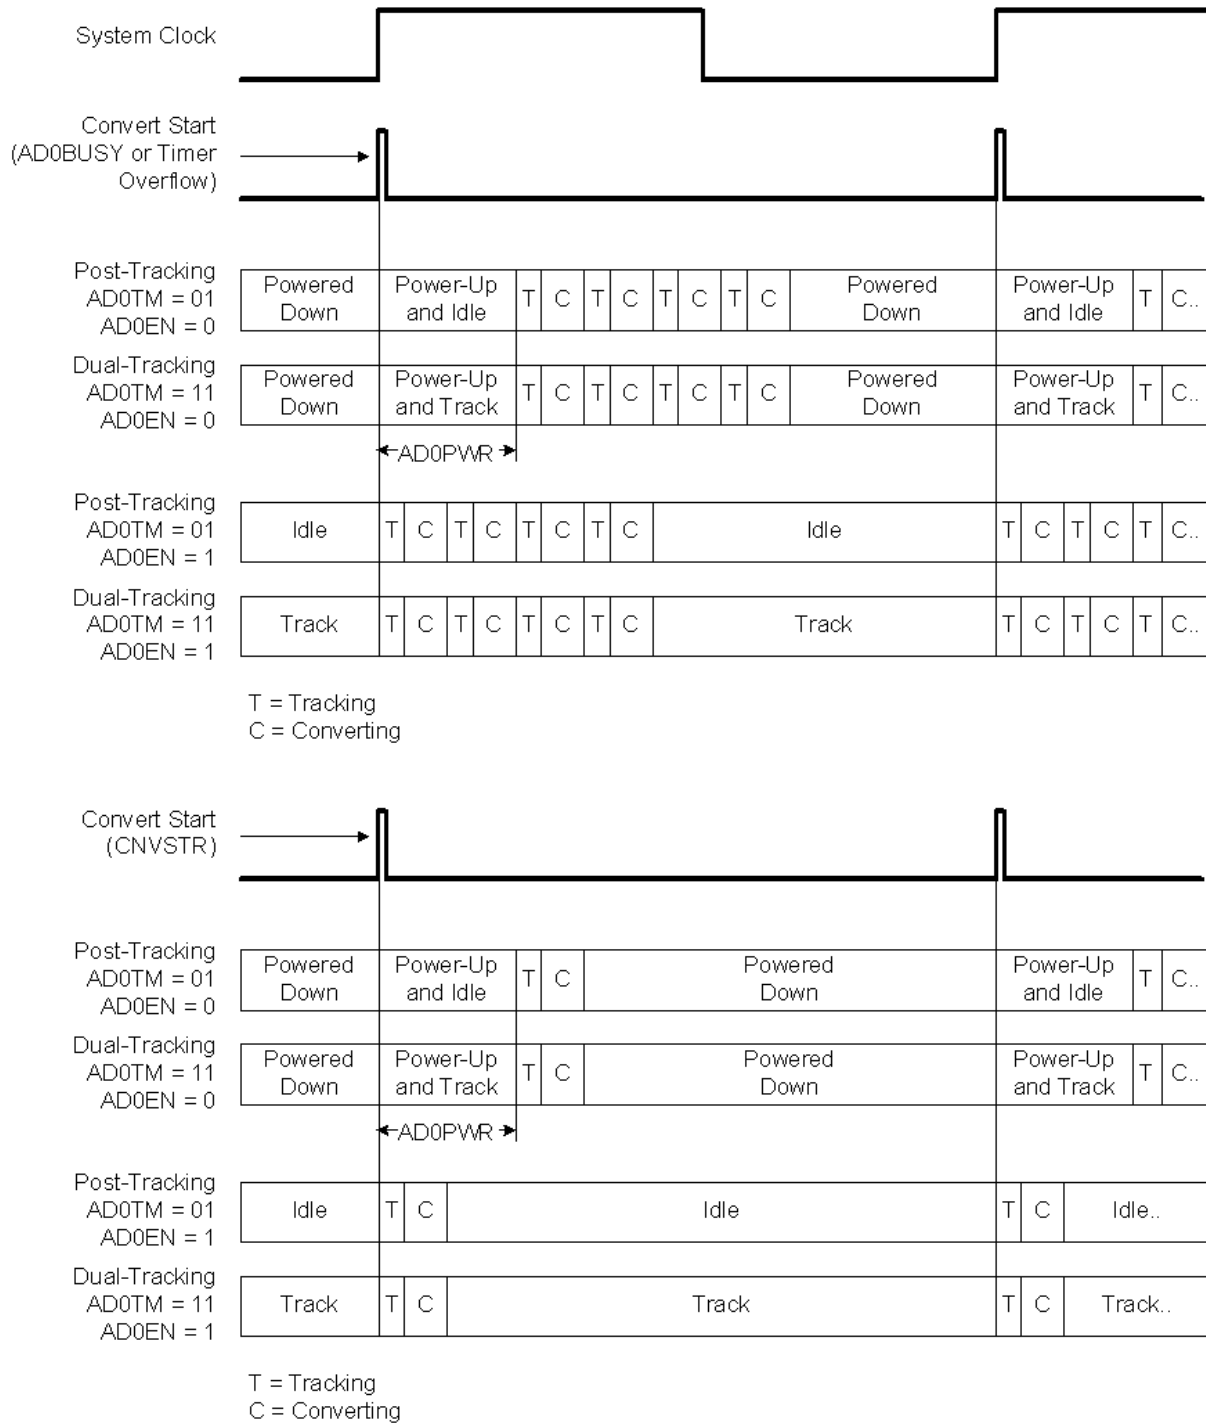 System Clock
Convert Start
(AD0BUSY or Timer
Overflow)
Post-Tracking
AD0TM = 01
AD0EN = 0
Powered
Down
Power-Up
and Idle
T C T C T C T C
Powered
Down
Power-Up
and Idle
T C..
Dual-Tracking
AD0TM = 11
AD0EN = 0
Powered
Down
Power-Up
and Track
T C T C T C T C
Powered
Down
Power-Up
and Track
T C..
AD0PWR
Post-Tracking
AD0TM = 01
AD0EN = 1
Idle T C T C T C T C Idle T C T C T C..
Dual-Tracking
AD0TM = 11
AD0EN = 1
Track T C T C T C T C Track T C T C T C..
T = Tracking
C = Converting
Convert Start
(CNVSTR)
Post-Tracking
AD0TM = 01
AD0EN = 0
Powered
Down
Power-Up
and Idle
T C
Powered
Down
Power-Up
and Idle
T C..
Dual-Tracking
AD0TM = 11
AD0EN = 0
Powered
Down
Power-Up
and Track
T C
Powered
Down
Power-Up
and Track
T C..
AD0PWR
Post-Tracking
AD0TM = 01
AD0EN = 1
Idle T C Idle T C Idle..
Dual-Tracking
AD0TM = 11
AD0EN = 1
Track T C Track T C Track..
T = Tracking
C = Converting